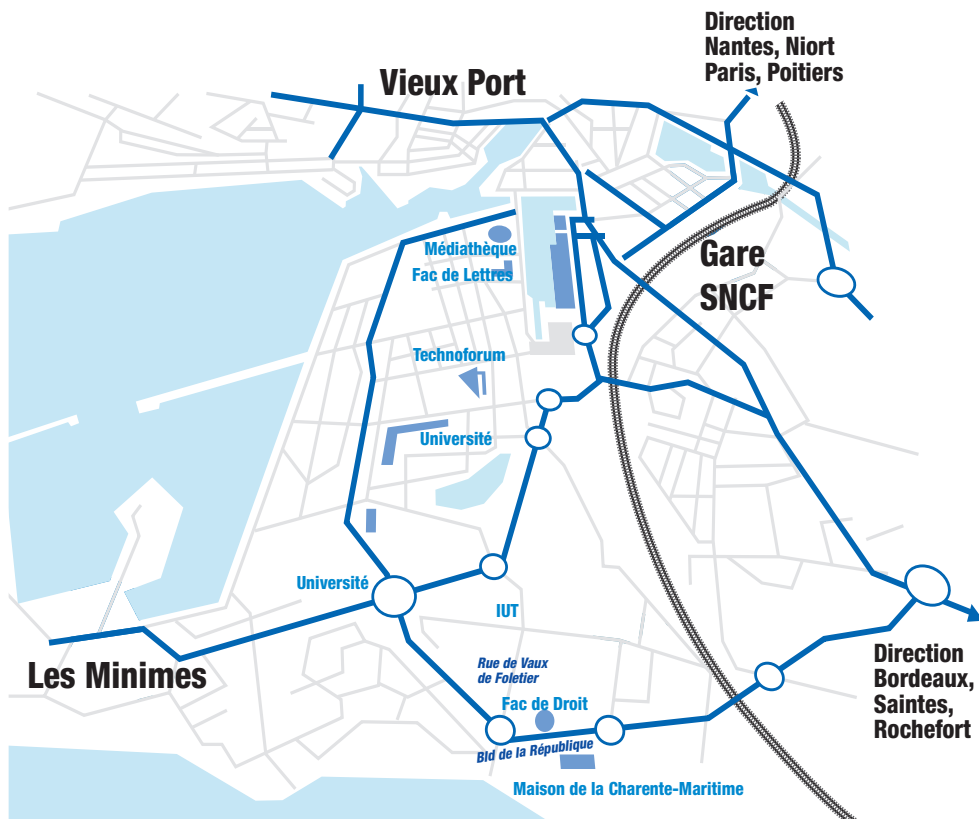 Direction
Nantes, Niort
Paris, Poitiers
Vieux Port
Médiathèque
Fac de Lettres
Gare
SNCF
Technoforum
Université
Université
IUT
Les Minimes
Rue de Vaux
de Foletier
Fac de Droit
Direction
Bordeaux,
Saintes,
Rochefort
Bld de la République
Maison de la Charente-Maritime